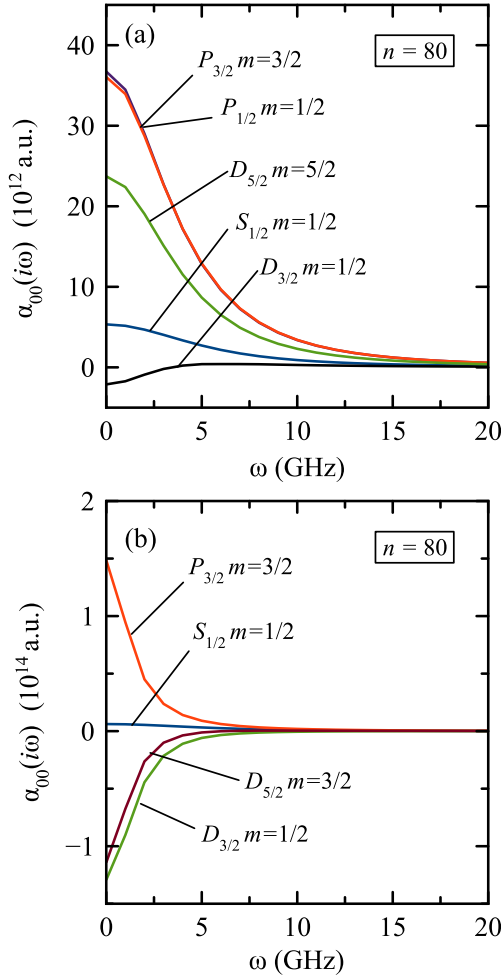 (a)
n = 80
P3/2 m=3/2
P1/2 m=1/2
D5/2 m=5/2
S1/2 m=1/2
D3/2 m=1/2
40
30
20
10
0
α00(iω) (10^12 a.u.)
0 5 10 15 20
ω (GHz)
(b)
n = 80
P3/2 m=3/2
S1/2 m=1/2
D5/2 m=3/2
D3/2 m=1/2
2
1
0
−1
α00(iω) (10^14 a.u.)
0 5 10 15 20
ω (GHz)